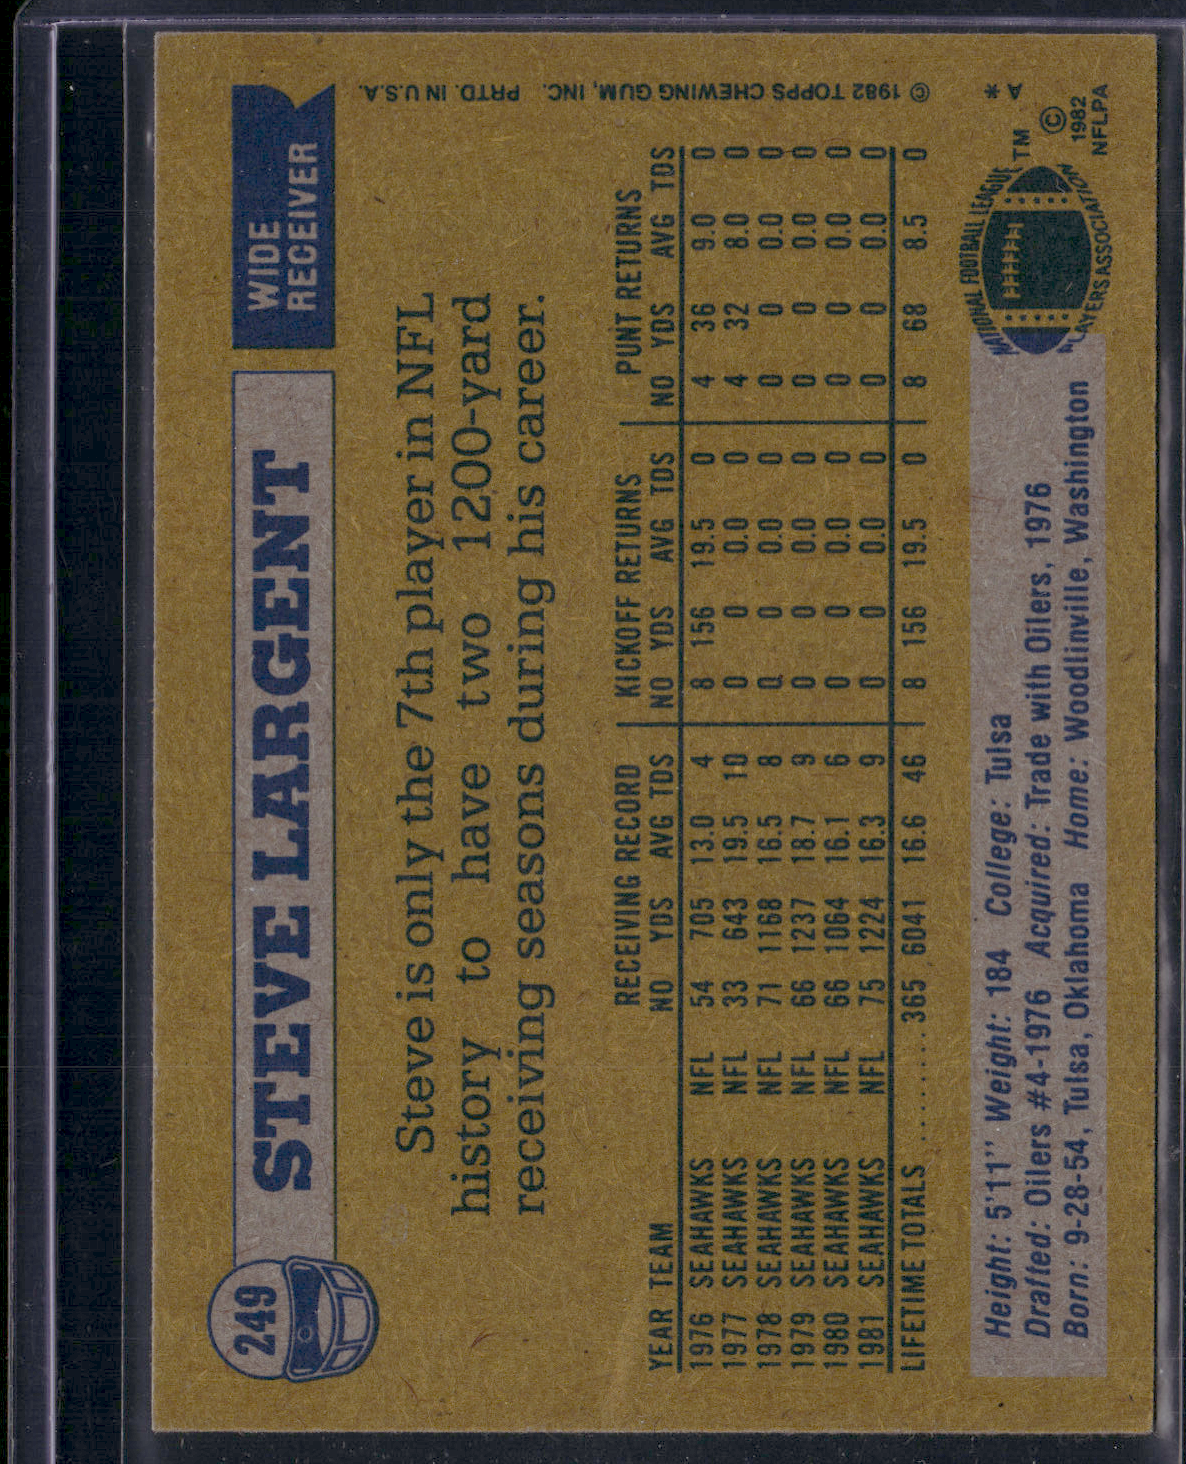 249
STEVE LARGENT
WIDE
RECEIVER
Steve is only the 7th player in NFL
history to have two 1200-yard
receiving seasons during his career.
RECEIVING RECORD KICKOFF RETURNS PUNT RETURNS
YEAR TEAM NO YDS AVG TDS NO YDS AVG TDS NO YDS AVG TDS
1976 SEAHAWKS NFL 54 705 13.0 4 8 156 19.5 0 4 36 9.0 0
1977 SEAHAWKS NFL 33 643 19.5 10 0 0 0.0 0 4 32 8.0 0
1978 SEAHAWKS NFL 71 1168 16.5 8 0 0 0.0 0 0 0 0.0 0
1979 SEAHAWKS NFL 66 1237 18.7 9 0 0 0.0 0 0 0 0.0 0
1980 SEAHAWKS NFL 66 1064 16.1 6 0 0 0.0 0 0 0 0.0 0
1981 SEAHAWKS NFL 75 1224 16.3 9 0 0 0.0 0 0 0 0.0 0
LIFETIME TOTALS ........... 365 6041 16.6 46 8 156 19.5 0 8 68 8.5 0
Height: 5'11" Weight: 184 College: Tulsa
Drafted: Oilers #4-1976 Acquired: Trade with Oilers, 1976
Born: 9-28-54, Tulsa, Oklahoma Home: Woodlinville, Washington
NATIONAL FOOTBALL LEAGUE
PLAYERS ASSOCIATION
TM
©
1982
NFLPA
A*
© 1982 TOPPS CHEWING GUM, INC. PRTD. IN U.S.A.